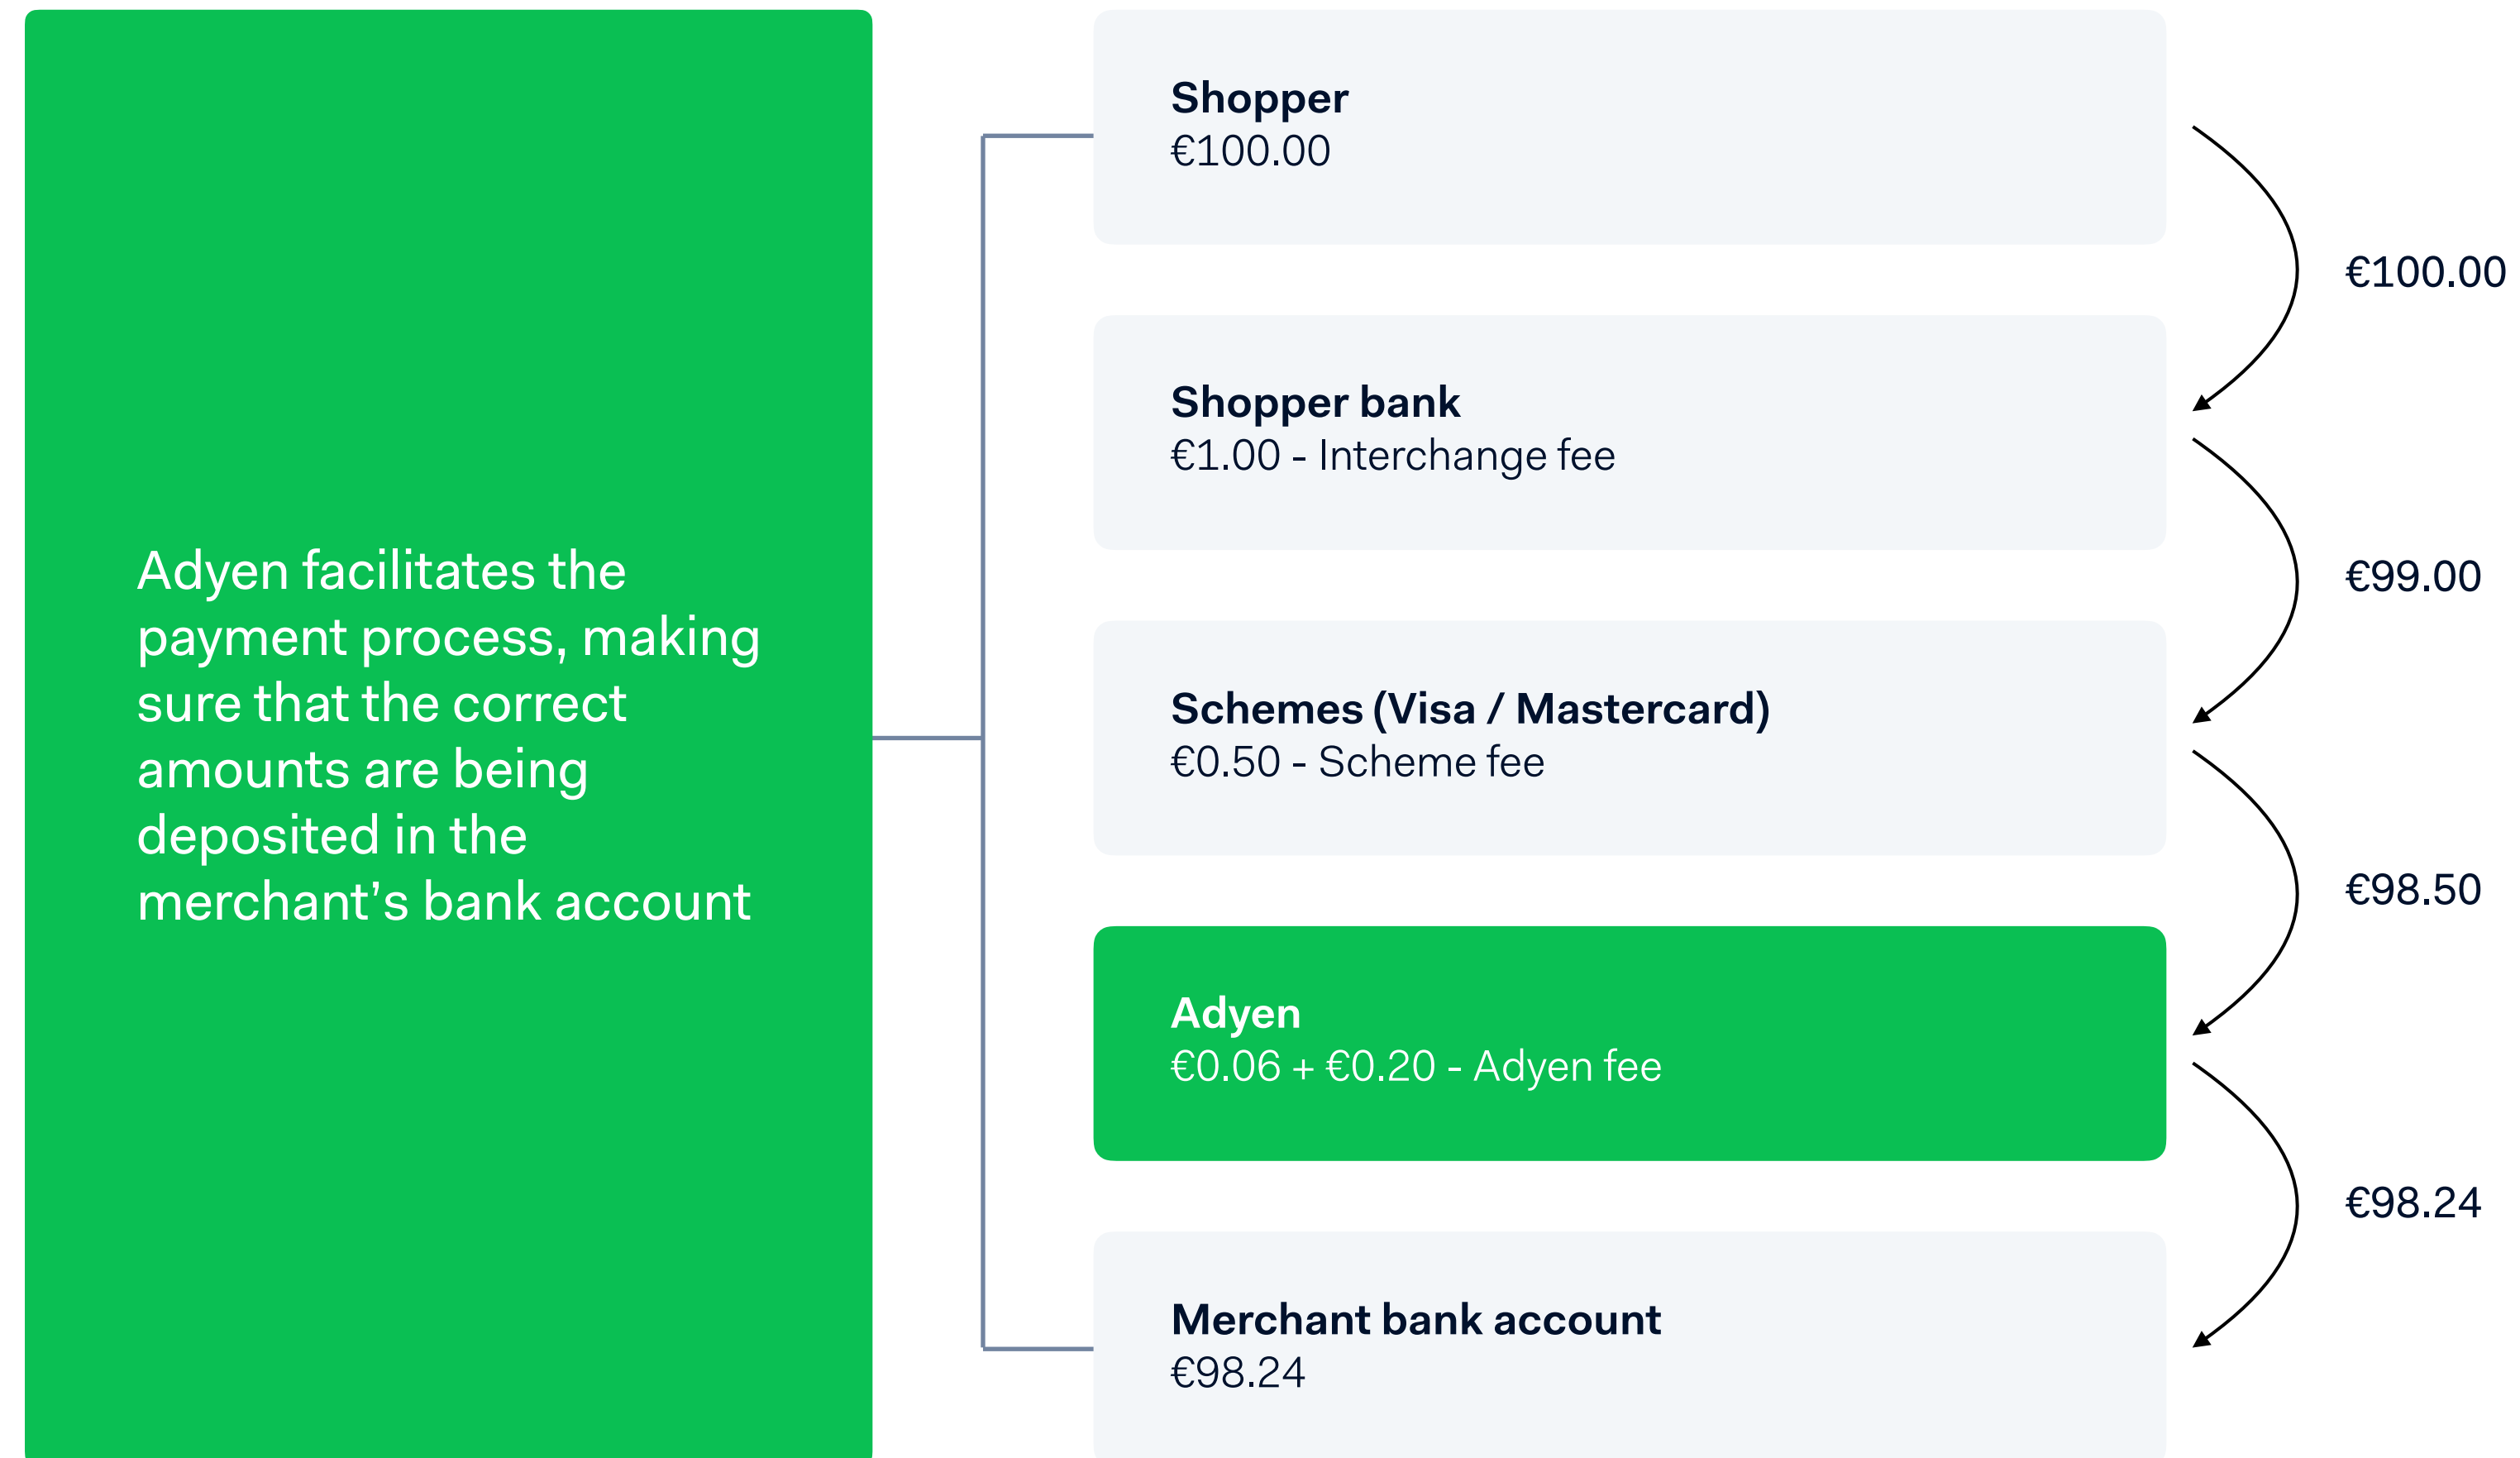 Adyen facilitates the
payment process, making
sure that the correct
amounts are being
deposited in the
merchant’s bank account
Shopper
€100.00
€100.00
Shopper bank
€1.00 - Interchange fee
€99.00
Schemes (Visa / Mastercard)
€0.50 - Scheme fee
€98.50
Adyen
€0.06 + €0.20 - Adyen fee
€98.24
Merchant bank account
€98.24